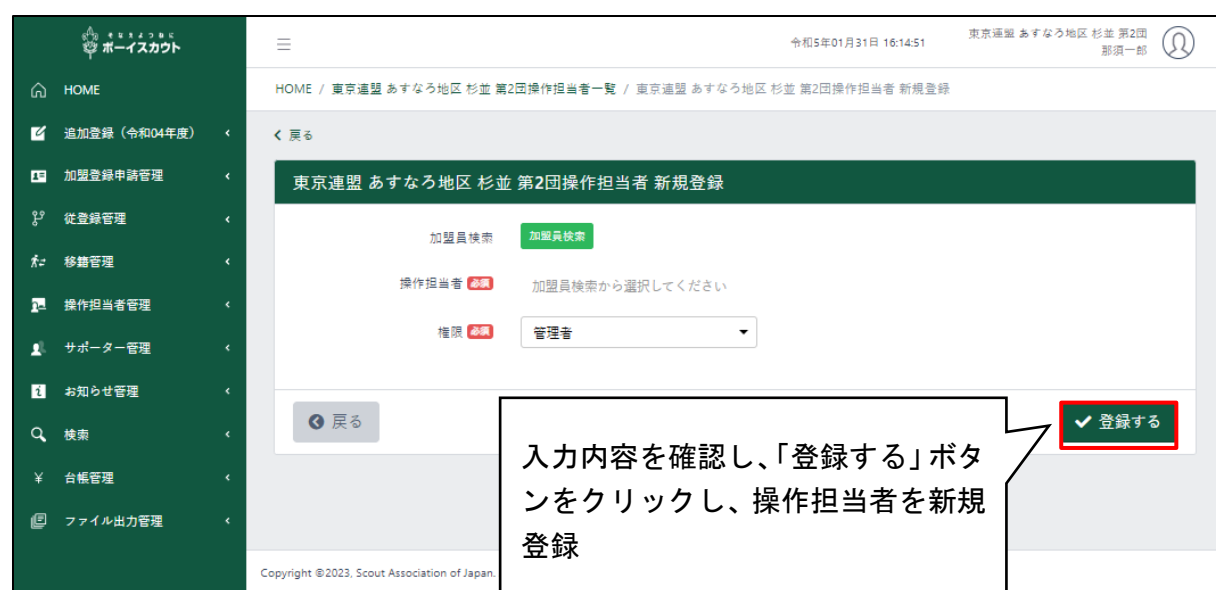 そなえよつねに
ボーイスカウト
令和5年01月31日 16:14:51
東京連盟 あすなろ地区 杉並 第2団
那須一郎
HOME
追加登録（令和04年度）
加盟登録申請管理
従登録管理
移籍管理
操作担当者管理
サポーター管理
お知らせ管理
検索
台帳管理
ファイル出力管理
HOME / 東京連盟 あすなろ地区 杉並 第2団操作担当者一覧 / 東京連盟 あすなろ地区 杉並 第2団操作担当者 新規登録
戻る
東京連盟 あすなろ地区 杉並 第2団操作担当者 新規登録
加盟員検索 加盟員検索
操作担当者 必須 加盟員検索から選択してください
権限 必須 管理者
戻る
登録する
入力内容を確認し、「登録する」ボタ
ンをクリックし、操作担当者を新規
登録
Copyright ©2023, Scout Association of Japan.